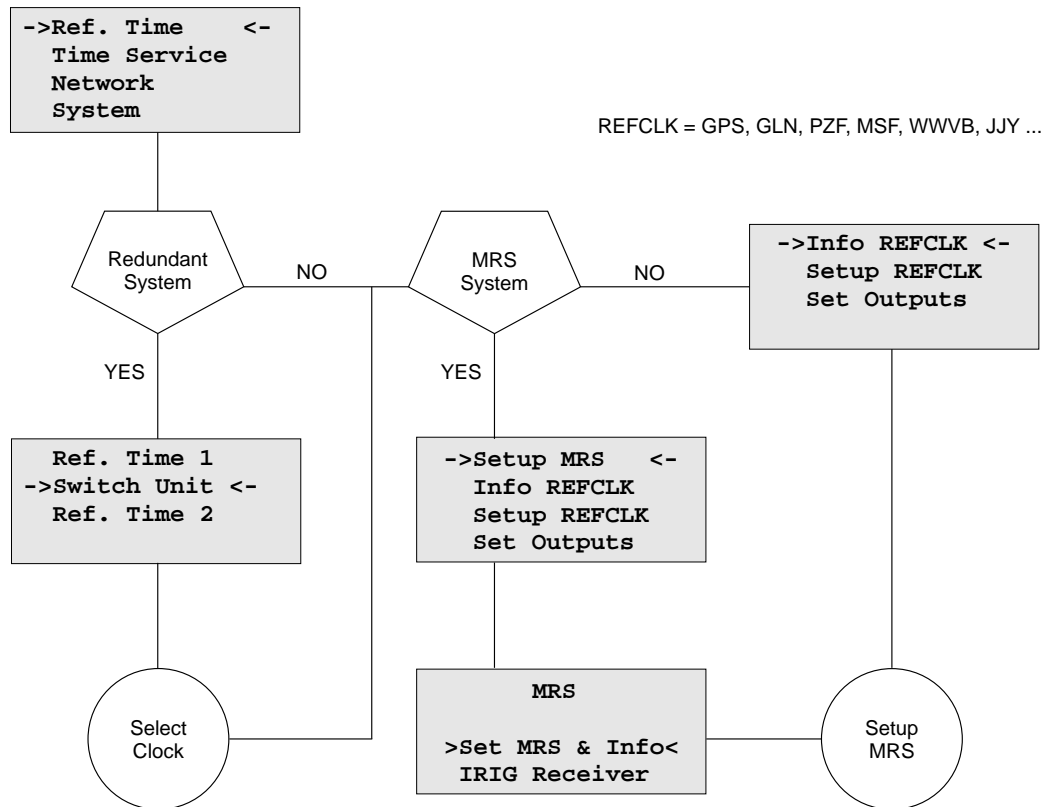 ->Ref. Time    <-
  Time Service
  Network
  System
REFCLK = GPS, GLN, PZF, MSF, WWVB, JJY ...
Redundant
System
NO
MRS
System
NO
->Info REFCLK <-
  Setup REFCLK
  Set Outputs
YES
YES
  Ref. Time 1
->Switch Unit <-
  Ref. Time 2
->Setup MRS   <-
  Info REFCLK
  Setup REFCLK
  Set Outputs
Select
Clock
MRS
>Set MRS & Info<
 IRIG Receiver
Setup
MRS